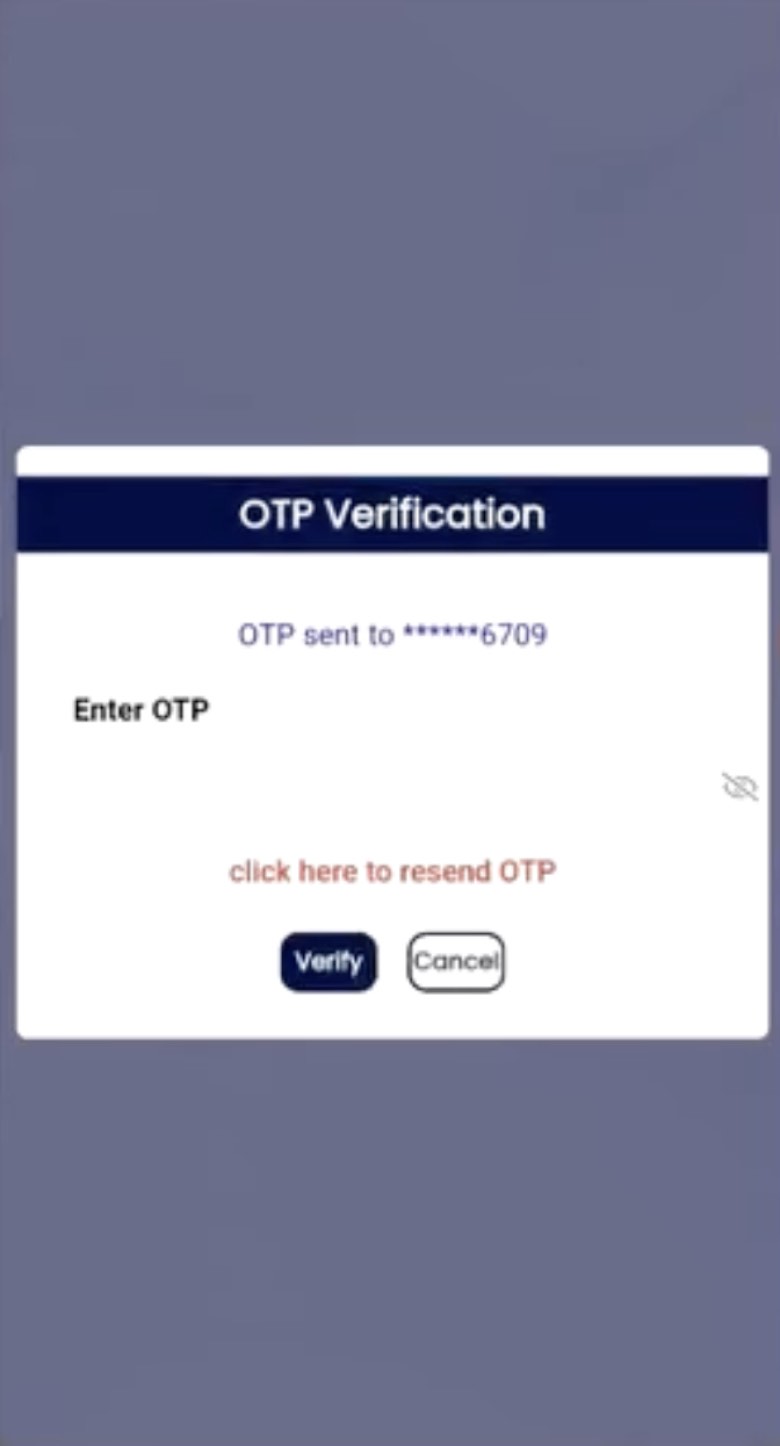 OTP Verification
OTP sent to ******6709
Enter OTP
click here to resend OTP
Verify Cancel